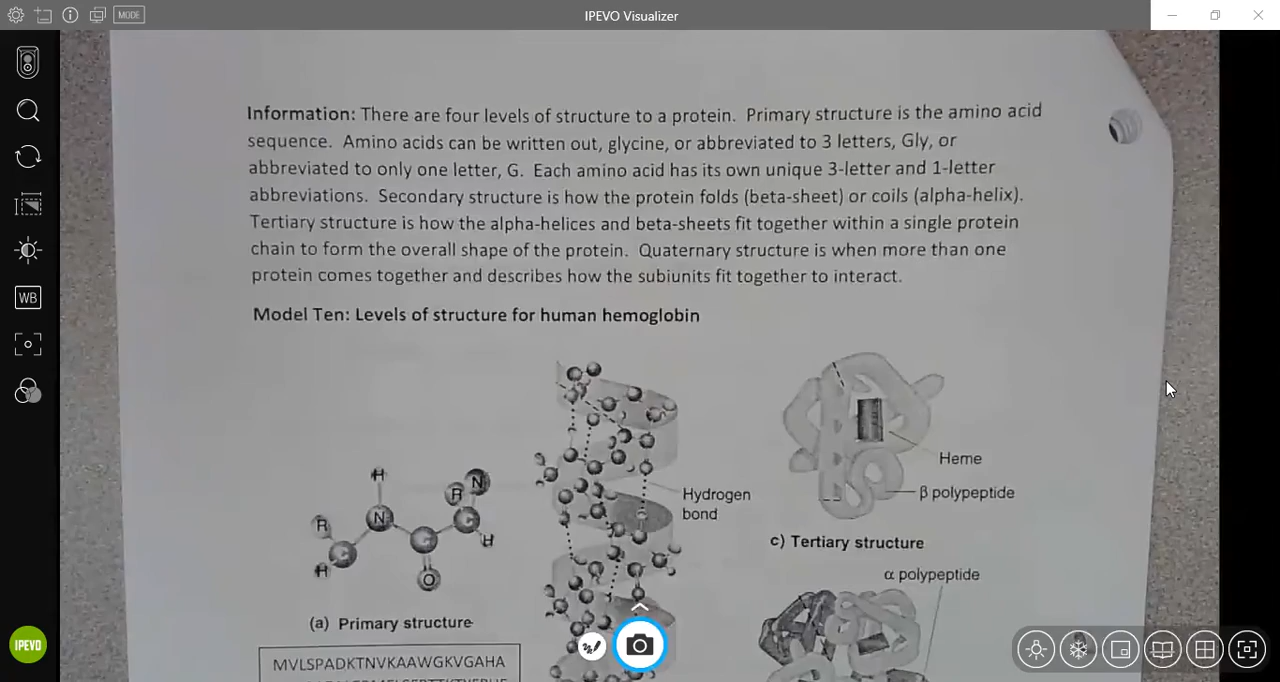 IPEVO Visualizer
MODE
WB
IPEVO
Information: There are four levels of structure to a protein. Primary structure is the amino acid
sequence. Amino acids can be written out, glycine, or abbreviated to 3 letters, Gly, or
abbreviated to only one letter, G. Each amino acid has its own unique 3-letter and 1-letter
abbreviations. Secondary structure is how the protein folds (beta-sheet) or coils (alpha-helix).
Tertiary structure is how the alpha-helices and beta-sheets fit together within a single protein
chain to form the overall shape of the protein. Quaternary structure is when more than one
protein comes together and describes how the subiunits fit together to interact.
Model Ten: Levels of structure for human hemoglobin
H
R
N
R
N
C
C
C
H
H
O
(a) Primary structure
MVLSPADKTNVKAAWGKVGAHA
Hydrogen
bond
Heme
β polypeptide
c) Tertiary structure
α polypeptide